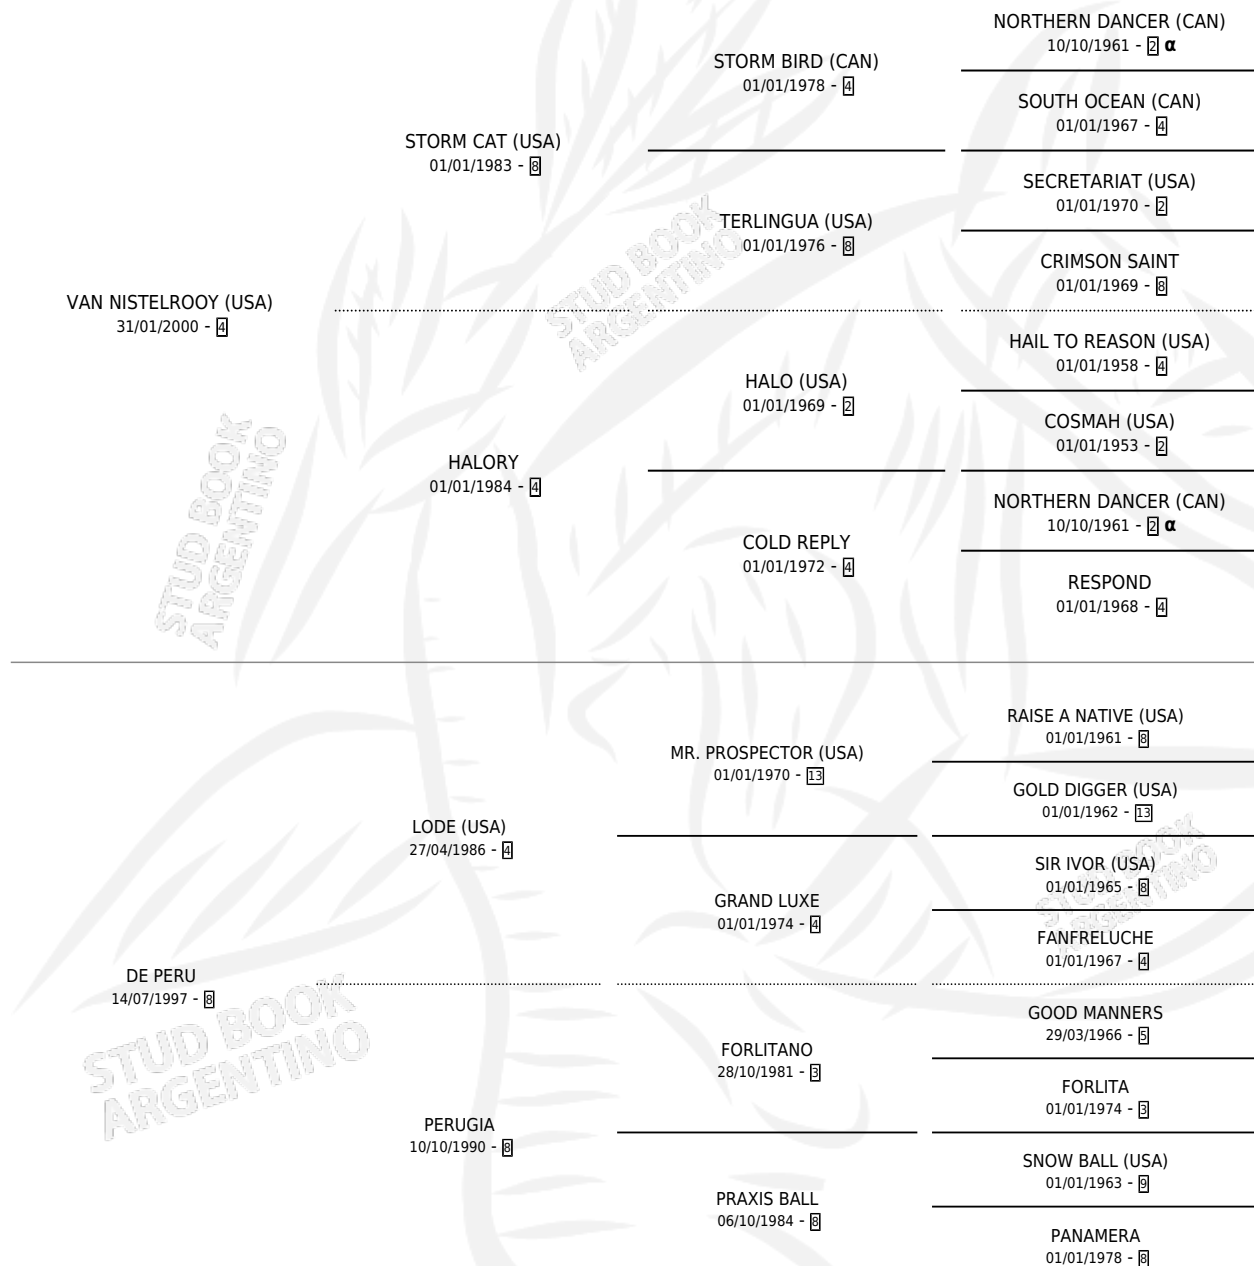 NORTHERN DANCER (CAN)
10/10/1961 - 2 α
STORM BIRD (CAN)
01/01/1978 - 4
SOUTH OCEAN (CAN)
01/01/1967 - 4
STORM CAT (USA)
01/01/1983 - 8
SECRETARIAT (USA)
01/01/1970 - 2
TERLINGUA (USA)
01/01/1976 - 8
CRIMSON SAINT
01/01/1969 - 8
VAN NISTELROOY (USA)
31/01/2000 - 4
HAIL TO REASON (USA)
01/01/1958 - 4
HALO (USA)
01/01/1969 - 2
COSMAH (USA)
01/01/1953 - 2
HALORY
01/01/1984 - 4
NORTHERN DANCER (CAN)
10/10/1961 - 2 α
COLD REPLY
01/01/1972 - 4
RESPOND
01/01/1968 - 4
RAISE A NATIVE (USA)
01/01/1961 - 8
MR. PROSPECTOR (USA)
01/01/1970 - 13
GOLD DIGGER (USA)
01/01/1962 - 13
LODE (USA)
27/04/1986 - 4
SIR IVOR (USA)
01/01/1965 - 8
GRAND LUXE
01/01/1974 - 4
FANFRELUCHE
01/01/1967 - 4
DE PERU
14/07/1997 - 8
GOOD MANNERS
29/03/1966 - 5
FORLITANO
28/10/1981 - 3
FORLITA
01/01/1974 - 3
PERUGIA
10/10/1990 - 8
SNOW BALL (USA)
01/01/1963 - 9
PRAXIS BALL
06/10/1984 - 8
PANAMERA
01/01/1978 - 8
STUD BOOK
ARGENTINO
STUD BOOK
ARGENTINO
STUD BOOK
ARGENTINO
STUD BOOK
ARGENTINO